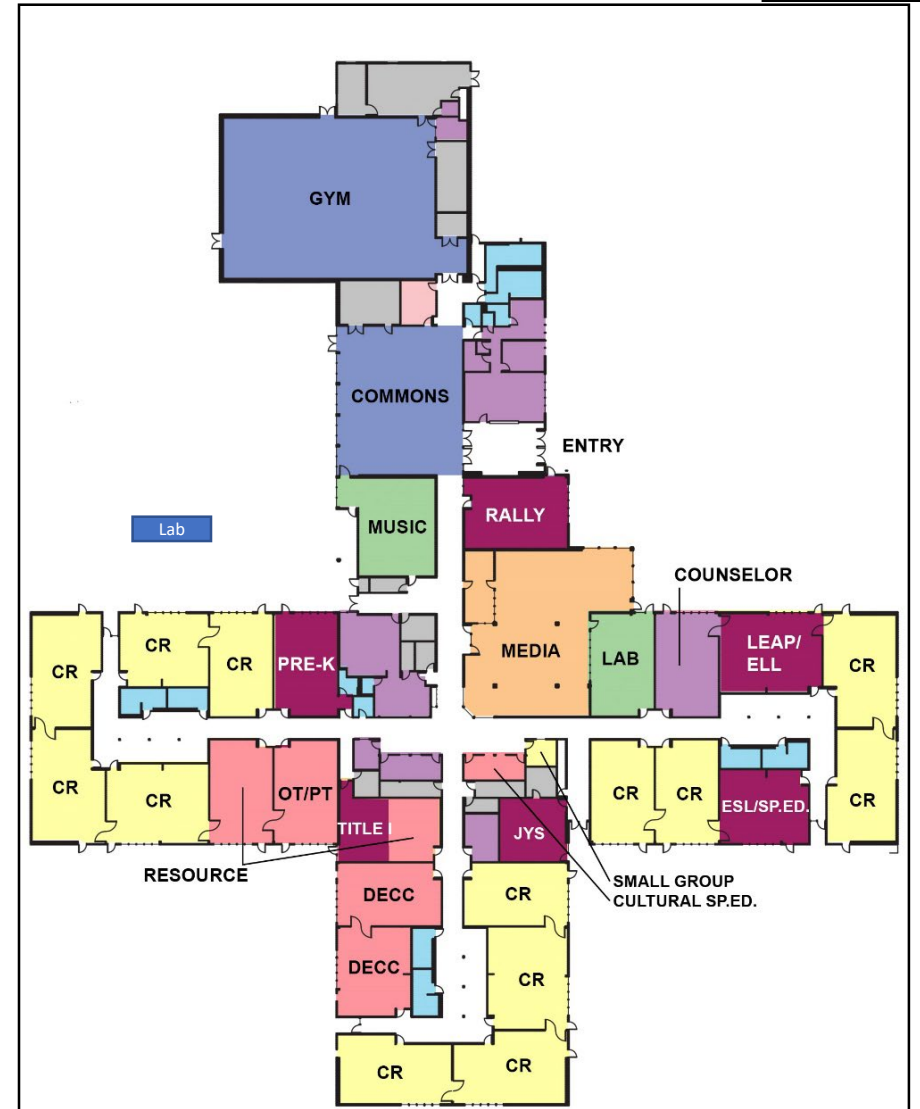 GYM
COMMONS
ENTRY
MUSIC
RALLY
Lab
COUNSELOR
CR
CR
CR
PRE-K
MEDIA
LAB
LEAP/
ELL
CR
CR
CR
OT/PT
TITLE I
JYS
CR
CR
ESL/SP.ED.
CR
RESOURCE
SMALL GROUP
CULTURAL SP.ED.
DECC
CR
DECC
CR
CR
CR